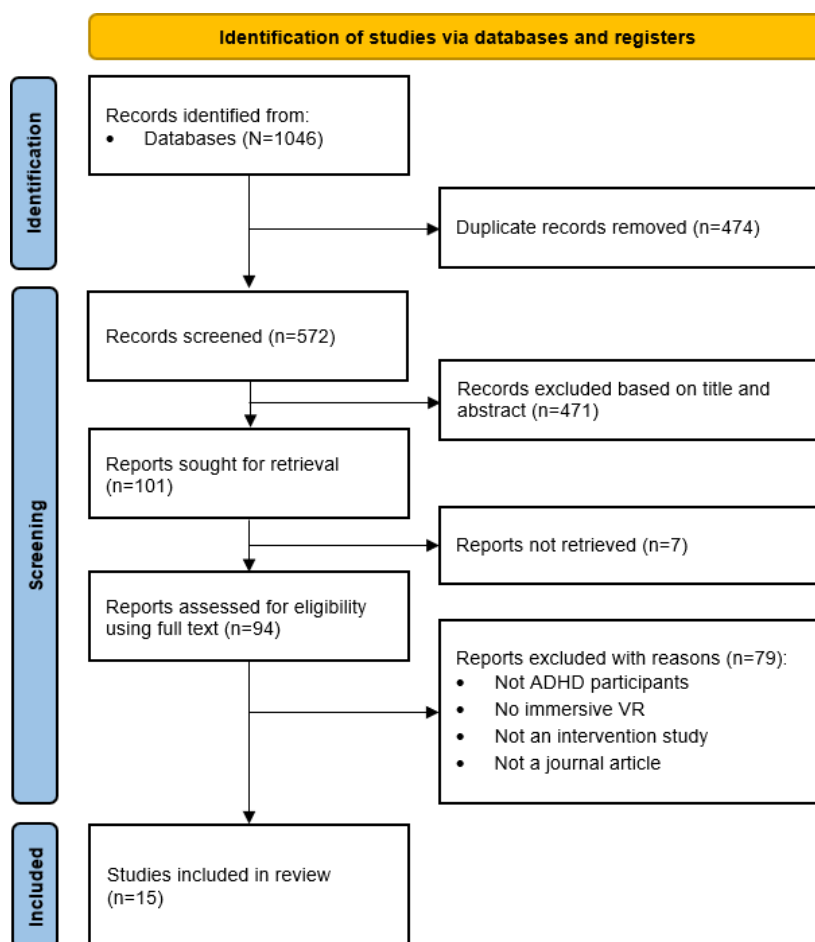 Identification of studies via databases and registers
Identification
Records identified from:
• Databases (N=1046)
Duplicate records removed (n=474)
Screening
Records screened (n=572)
Records excluded based on title and
abstract (n=471)
Reports sought for retrieval
(n=101)
Reports not retrieved (n=7)
Reports assessed for eligibility
using full text (n=94)
Reports excluded with reasons (n=79):
• Not ADHD participants
• No immersive VR
• Not an intervention study
• Not a journal article
Included
Studies included in review
(n=15)